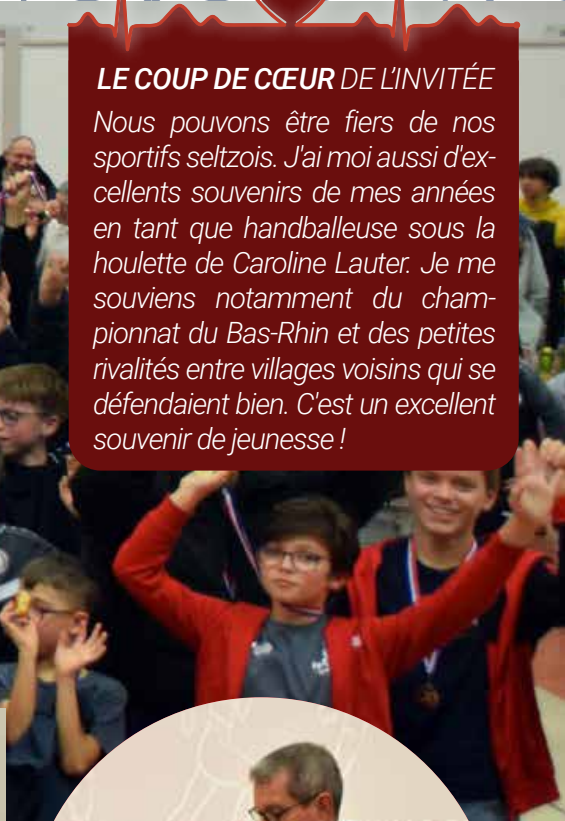 LE COUP DE CŒUR DE L'INVITÉE
Nous pouvons être fiers de nos
sportifs seltzois. J'ai moi aussi d'ex-
cellents souvenirs de mes années
en tant que handballeuse sous la
houlette de Caroline Lauter. Je me
souviens notamment du cham-
pionnat du Bas-Rhin et des petites
rivalités entre villages voisins qui se
défendaient bien. C'est un excellent
souvenir de jeunesse !